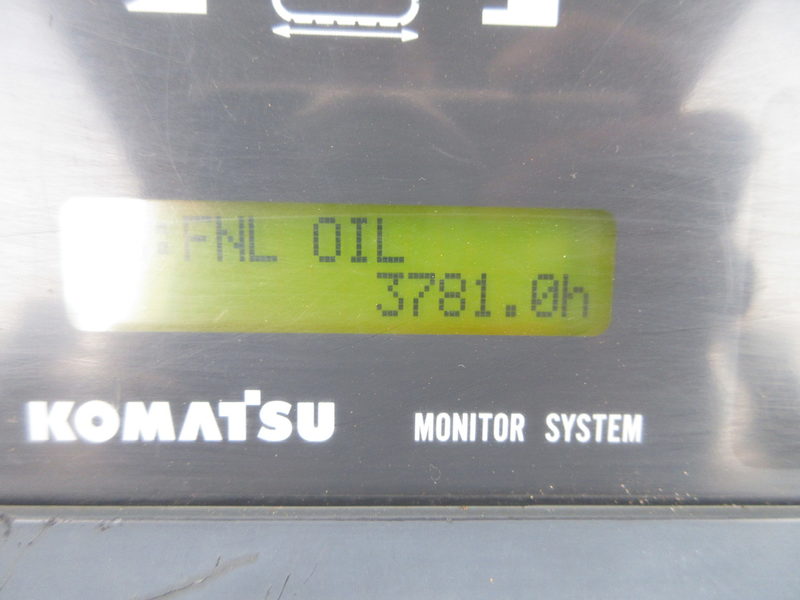 FNL OIL
3781.0h
KOMATSU MONITOR SYSTEM